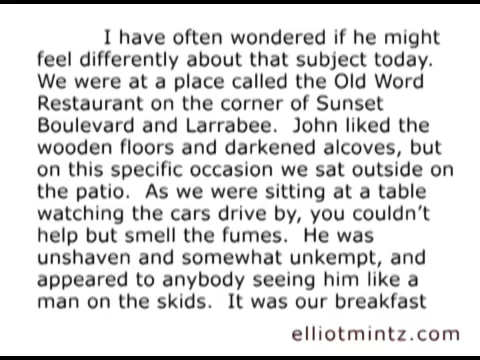 I have often wondered if he might
feel differently about that subject today.
We were at a place called the Old Word
Restaurant on the corner of Sunset
Boulevard and Larrabee.  John liked the
wooden floors and darkened alcoves, but
on this specific occasion we sat outside on
the patio.  As we were sitting at a table
watching the cars drive by, you couldn't
help but smell the fumes.  He was
unshaven and somewhat unkempt, and
appeared to anybody seeing him like a
man on the skids.  It was our breakfast
elliotmintz.com